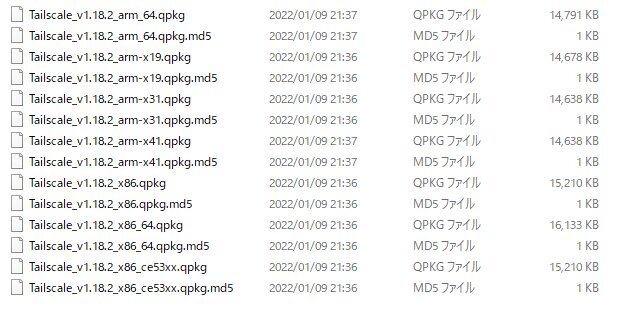 Tailscale_v1.18.2_arm_64.qpkg 2022/01/09 21:37 QPKG ファイル 14,791 KB
Tailscale_v1.18.2_arm_64.qpkg.md5 2022/01/09 21:37 MD5 ファイル 1 KB
Tailscale_v1.18.2_arm-x19.qpkg 2022/01/09 21:36 QPKG ファイル 14,678 KB
Tailscale_v1.18.2_arm-x19.qpkg.md5 2022/01/09 21:36 MD5 ファイル 1 KB
Tailscale_v1.18.2_arm-x31.qpkg 2022/01/09 21:36 QPKG ファイル 14,638 KB
Tailscale_v1.18.2_arm-x31.qpkg.md5 2022/01/09 21:36 MD5 ファイル 1 KB
Tailscale_v1.18.2_arm-x41.qpkg 2022/01/09 21:37 QPKG ファイル 14,638 KB
Tailscale_v1.18.2_arm-x41.qpkg.md5 2022/01/09 21:37 MD5 ファイル 1 KB
Tailscale_v1.18.2_x86.qpkg 2022/01/09 21:36 QPKG ファイル 15,210 KB
Tailscale_v1.18.2_x86.qpkg.md5 2022/01/09 21:36 MD5 ファイル 1 KB
Tailscale_v1.18.2_x86_64.qpkg 2022/01/09 21:36 QPKG ファイル 16,133 KB
Tailscale_v1.18.2_x86_64.qpkg.md5 2022/01/09 21:36 MD5 ファイル 1 KB
Tailscale_v1.18.2_x86_ce53xx.qpkg 2022/01/09 21:36 QPKG ファイル 15,210 KB
Tailscale_v1.18.2_x86_ce53xx.qpkg.md5 2022/01/09 21:36 MD5 ファイル 1 KB